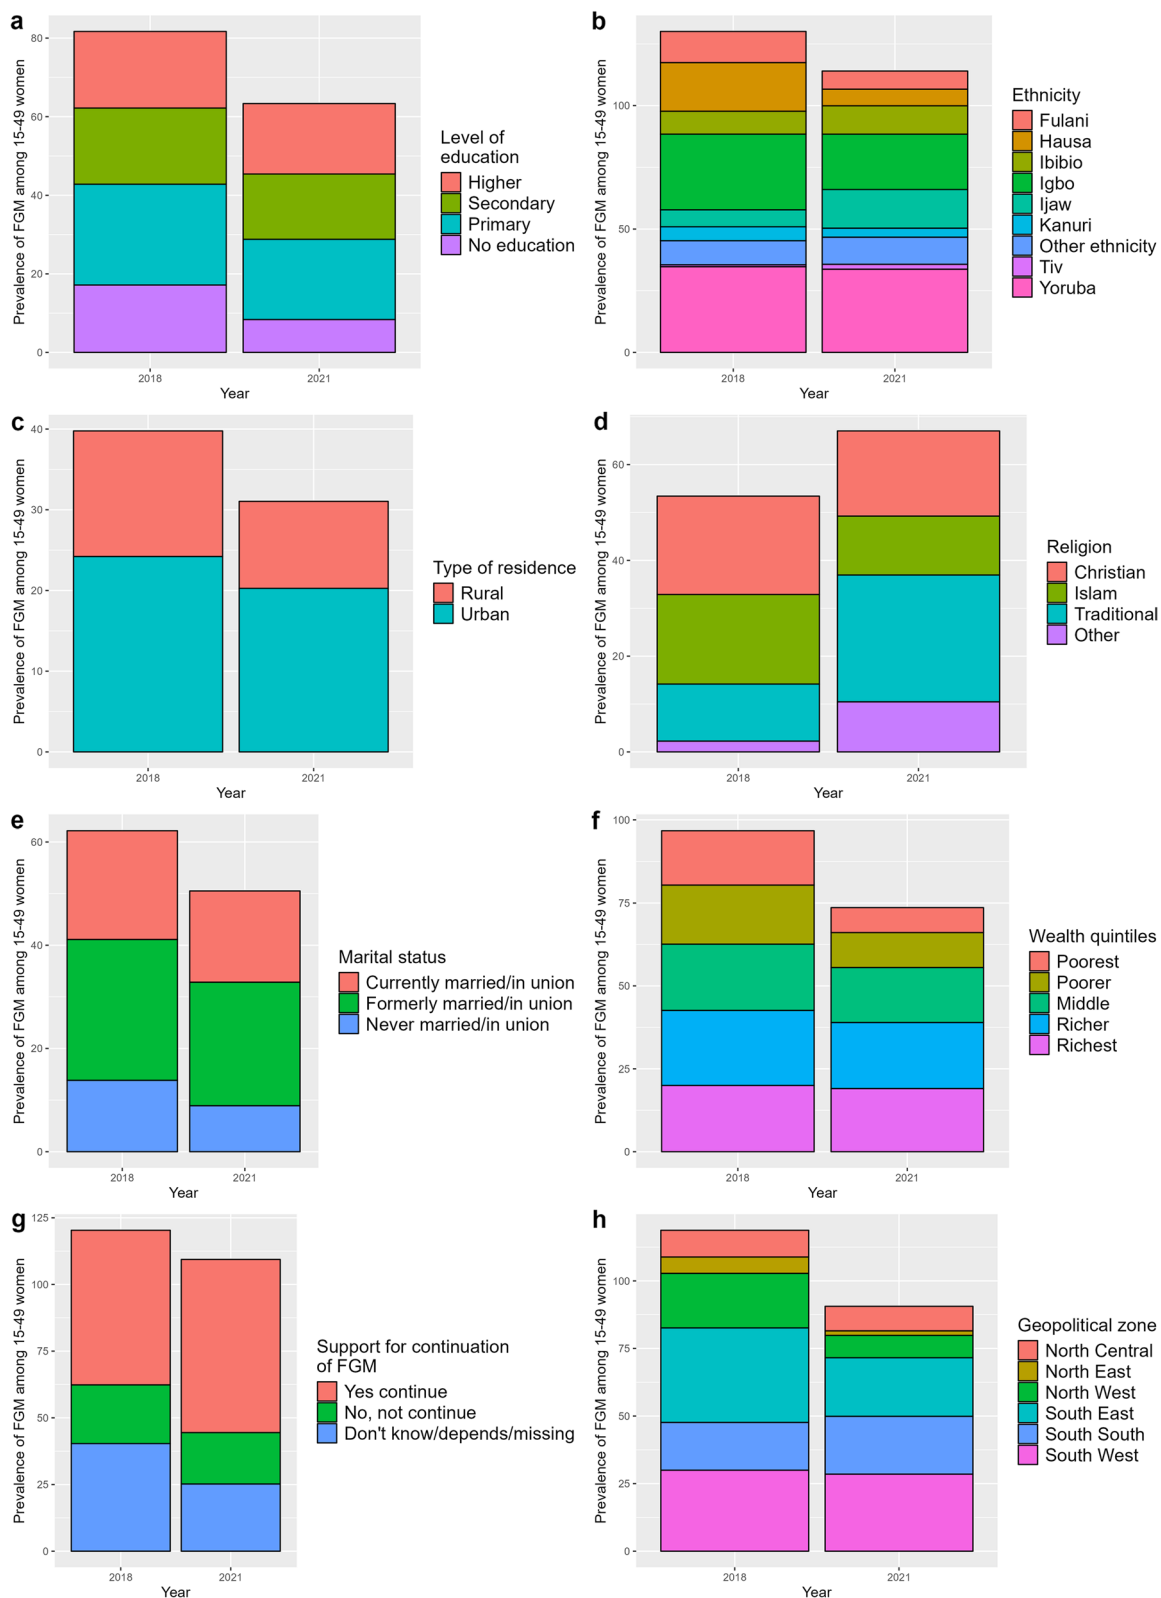 a
Prevalence of FGM among 15-49 women
80
60
40
20
0
2018
2021
Year
Level of
education
Higher
Secondary
Primary
No education
b
Prevalence of FGM among 15-49 women
100
50
0
2018
2021
Year
Ethnicity
Fulani
Hausa
Ibibio
Igbo
Ijaw
Kanuri
Other ethnicity
Tiv
Yoruba
c
Prevalence of FGM among 15-49 women
40
30
20
10
0
2018
2021
Year
Type of residence
Rural
Urban
d
Prevalence of FGM among 15-49 women
60
40
20
0
2018
2021
Year
Religion
Christian
Islam
Traditional
Other
e
Prevalence of FGM among 15-49 women
60
40
20
0
2018
2021
Year
Marital status
Currently married/in union
Formerly married/in union
Never married/in union
f
Prevalence of FGM among 15-49 women
100
75
50
25
0
2018
2021
Year
Wealth quintiles
Poorest
Poorer
Middle
Richer
Richest
g
Prevalence of FGM among 15-49 women
125
100
75
50
25
0
2018
2021
Year
Support for continuation
of FGM
Yes continue
No, not continue
Don't know/depends/missing
h
Prevalence of FGM among 15-49 women
100
75
50
25
0
2018
2021
Year
Geopolitical zone
North Central
North East
North West
South East
South South
South West